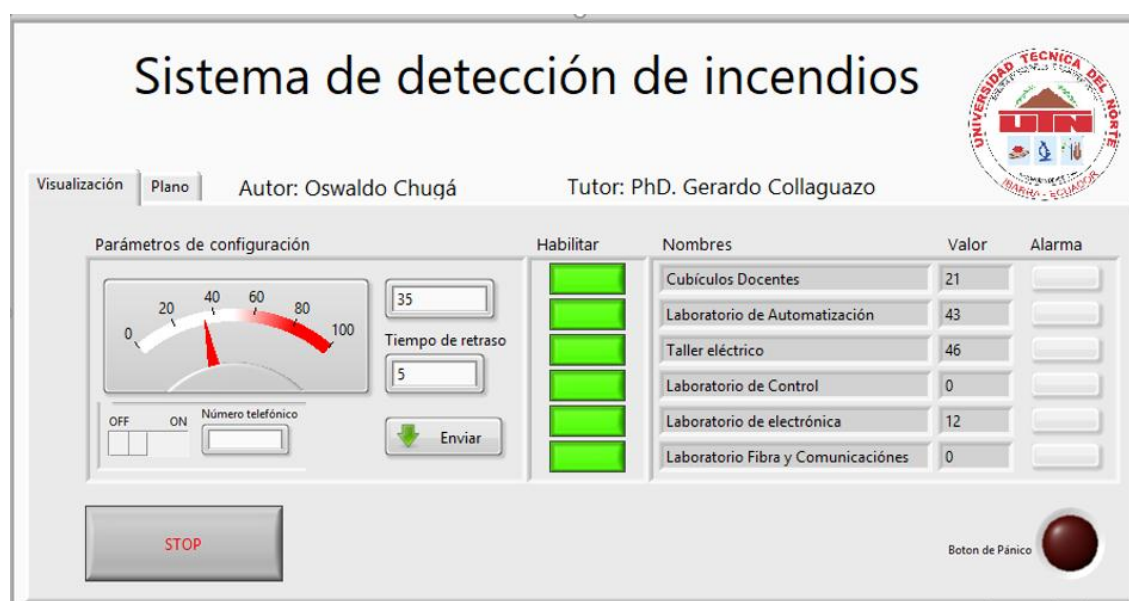 Sistema de detección de incendios
UNIVERSIDAD TECNICA DEL NORTE
UTN
IBARRA - ECUADOR
Visualización
Plano
Autor: Oswaldo Chugá
Tutor: PhD. Gerardo Collaguazo
Parámetros de configuración
Habilitar
Nombres
Valor
Alarma
0 20 40 60 80 100
35
Tiempo de retraso
5
OFF ON
Número telefónico
Enviar
Cubículos Docentes 21
Laboratorio de Automatización 43
Taller eléctrico 46
Laboratorio de Control 0
Laboratorio de electrónica 12
Laboratorio Fibra y Comunicaciónes 0
STOP
Boton de Pánico